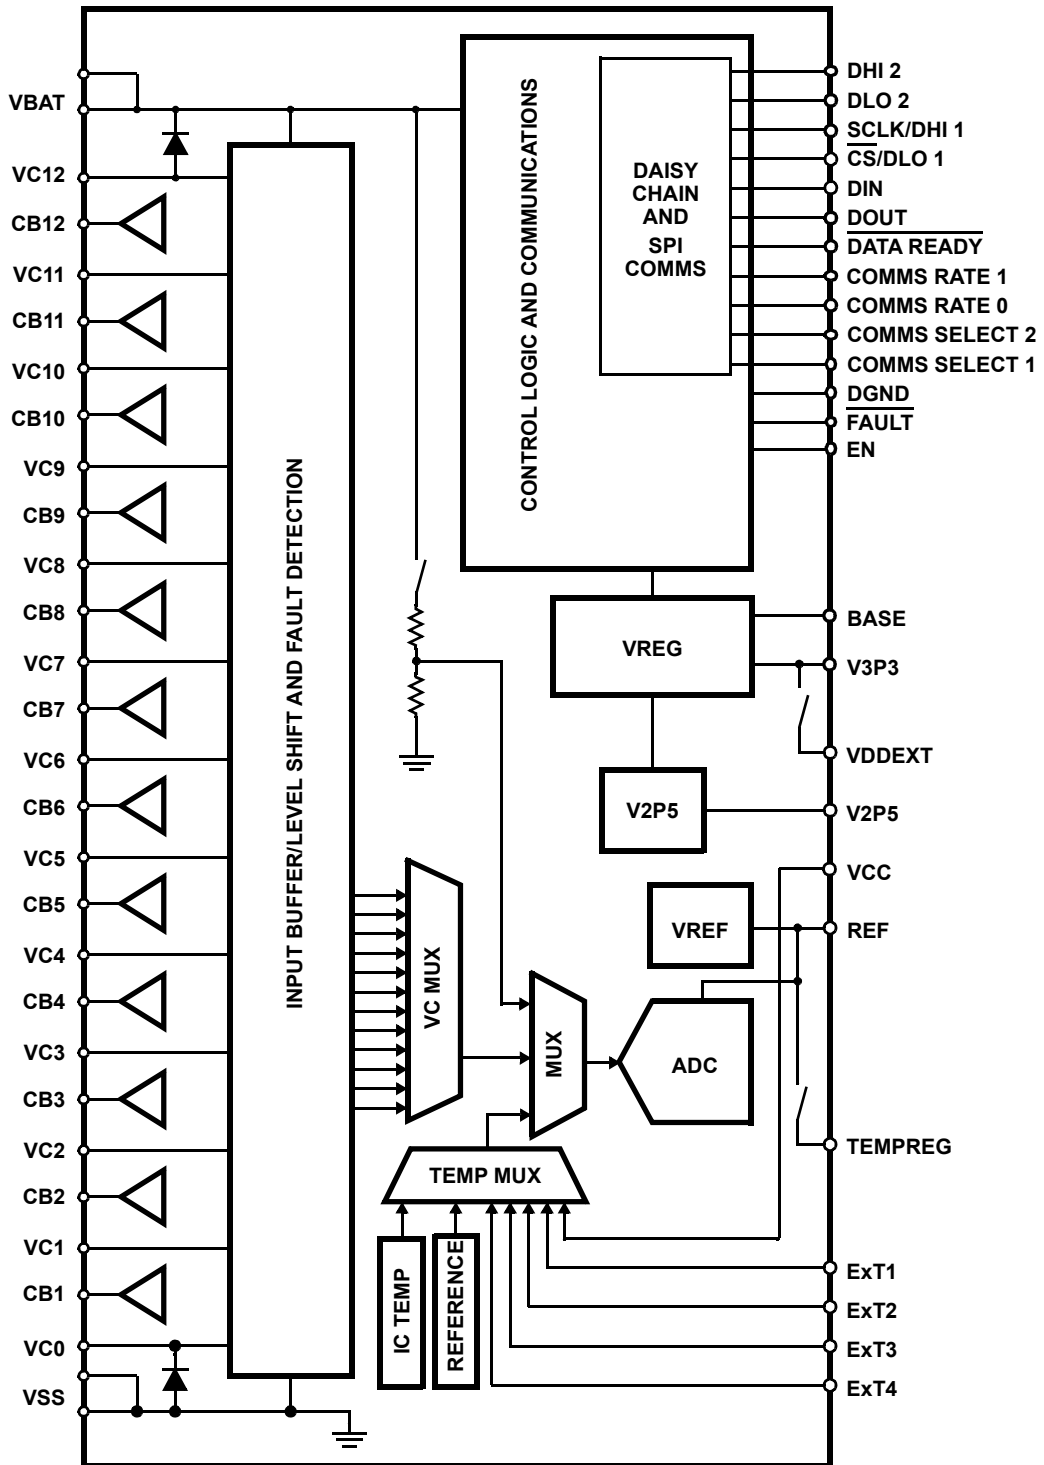 VBAT
VC12
CB12
VC11
CB11
VC10
CB10
VC9
CB9
VC8
CB8
VC7
CB7
VC6
CB6
VC5
CB5
VC4
CB4
VC3
CB3
VC2
CB2
VC1
CB1
VC0
VSS
INPUT BUFFER/LEVEL SHIFT AND FAULT DETECTION
CONTROL LOGIC AND COMMUNICATIONS
DAISY
CHAIN
AND
SPI
COMMS
VREG
V2P5
VREF
VC MUX
MUX
ADC
TEMP MUX
IC TEMP
REFERENCE
DHI 2
DLO 2
SCLK/DHI 1
CS/DLO 1
DIN
DOUT
DATA READY
COMMS RATE 1
COMMS RATE 0
COMMS SELECT 2
COMMS SELECT 1
DGND
FAULT
EN
BASE
V3P3
VDDEXT
V2P5
VCC
REF
TEMPREG
ExT1
ExT2
ExT3
ExT4